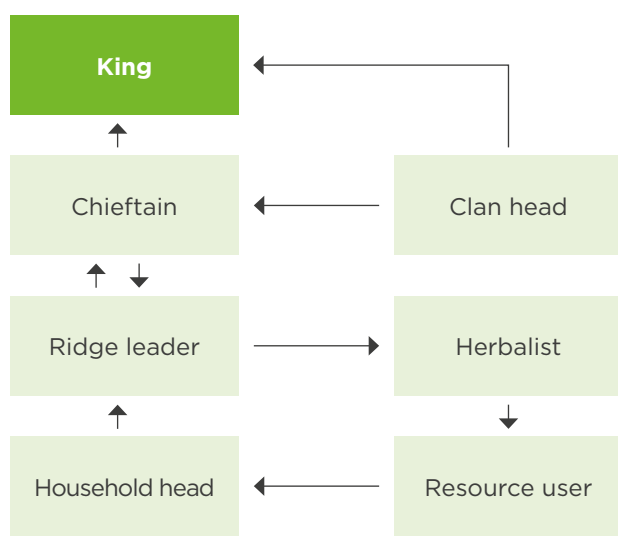 King
Chieftain
Clan head
Ridge leader
Herbalist
Household head
Resource user